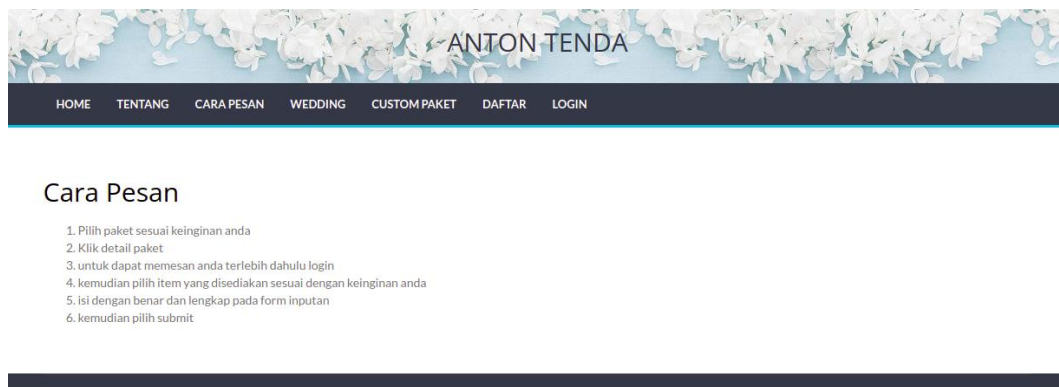 ANTON TENDA
HOME TENTANG CARA PESAN WEDDING CUSTOM PAKET DAFTAR LOGIN
Cara Pesan
1. Pilih paket sesuai keinginan anda
2. Klik detail paket
3. untuk dapat memesan anda terlebih dahulu login
4. kemudian pilih item yang disediakan sesuai dengan keinginan anda
5. isi dengan benar dan lengkap pada form inputan
6. kemudian pilih submit